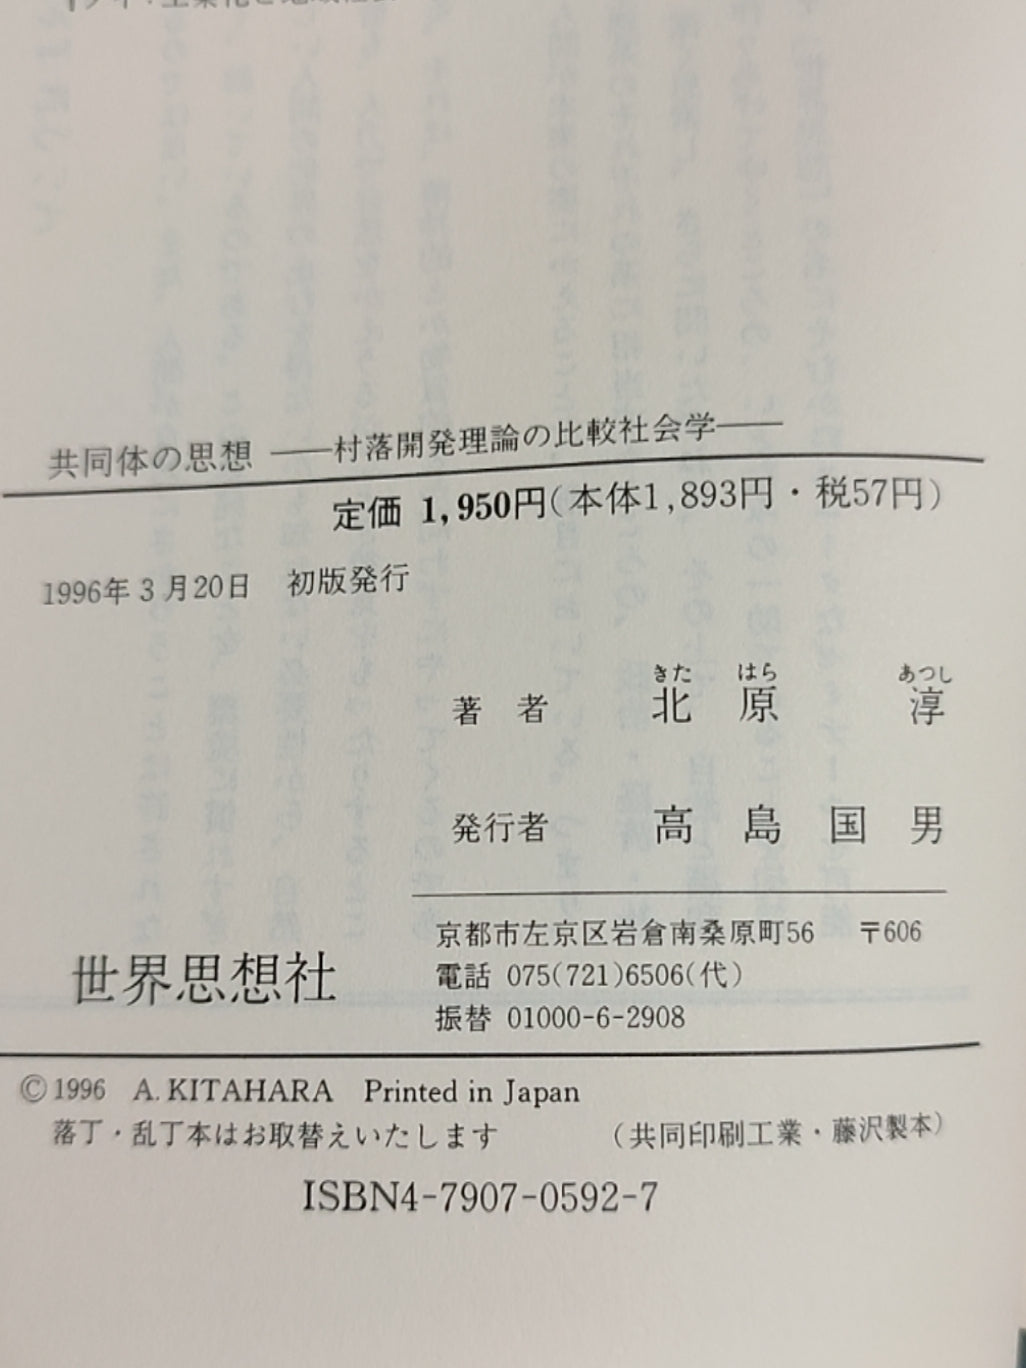 共同体の思想 ――村落開発理論の比較社会学――
定価 1,950円(本体1,893円・税57円)
1996年3月20日 初版発行
きた はら あつし
著者 北原 淳
発行者 高島国男
世界思想社
京都市左京区岩倉南桑原町56 〒606
電話 075(721)6506(代)
振替 01000-6-2908
©1996 A. KITAHARA Printed in Japan
落丁・乱丁本はお取替えいたします (共同印刷工業・藤沢製本)
ISBN4-7907-0592-7